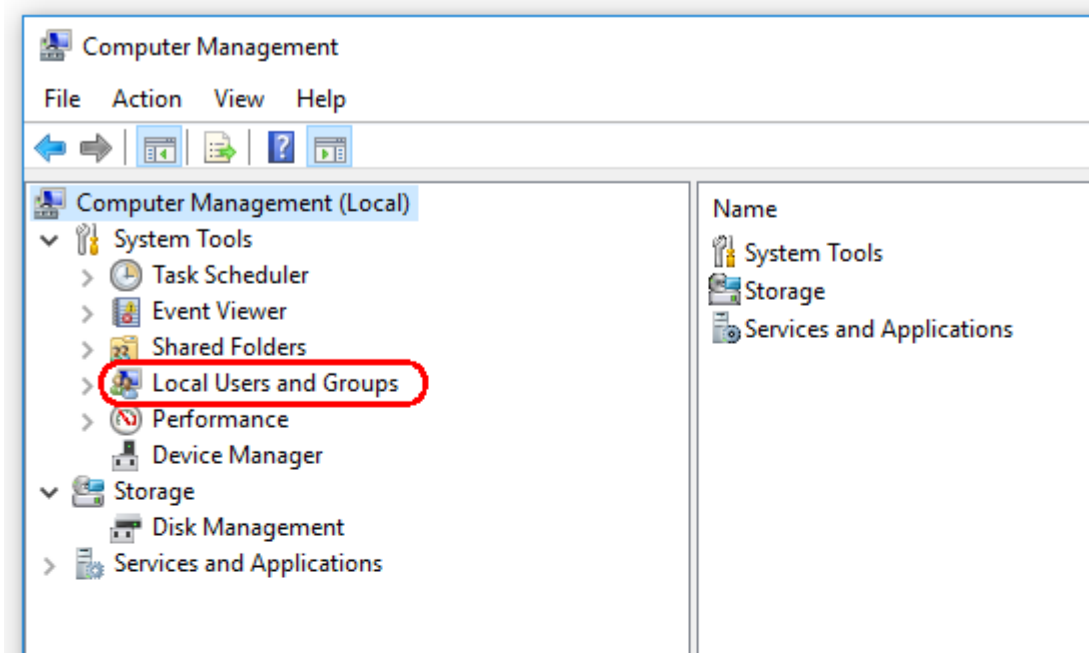 Computer Management
File Action View Help
Computer Management (Local)
System Tools
Task Scheduler
Event Viewer
Shared Folders
Local Users and Groups
Performance
Device Manager
Storage
Disk Management
Services and Applications
Name
System Tools
Storage
Services and Applications